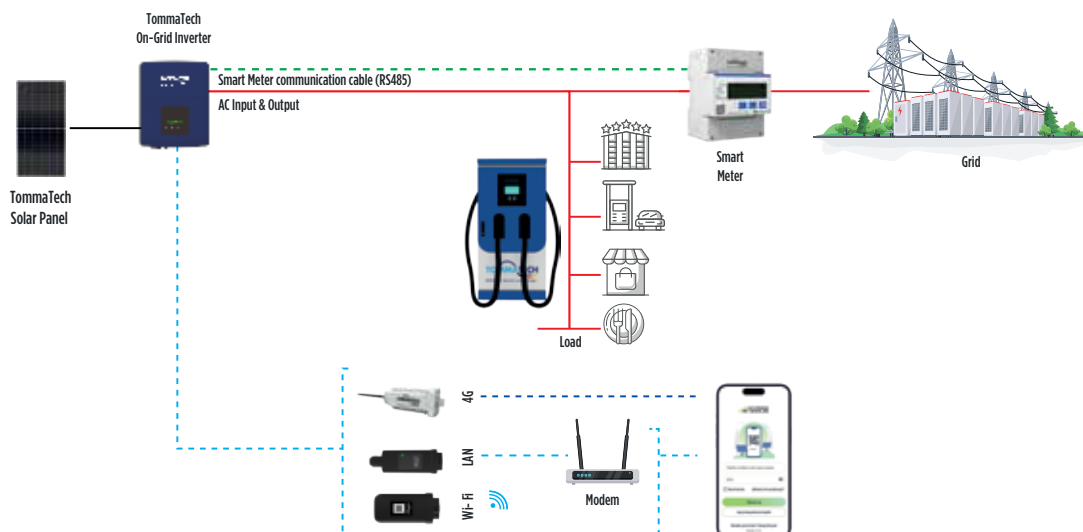 TommaTech
On-Grid Inverter
Smart Meter communication cable (RS485)
AC Input & Output
TommaTech
Solar Panel
Smart
Meter
Grid
TOMMATECH
Load
4G
LAN
Wi-Fi
Modem